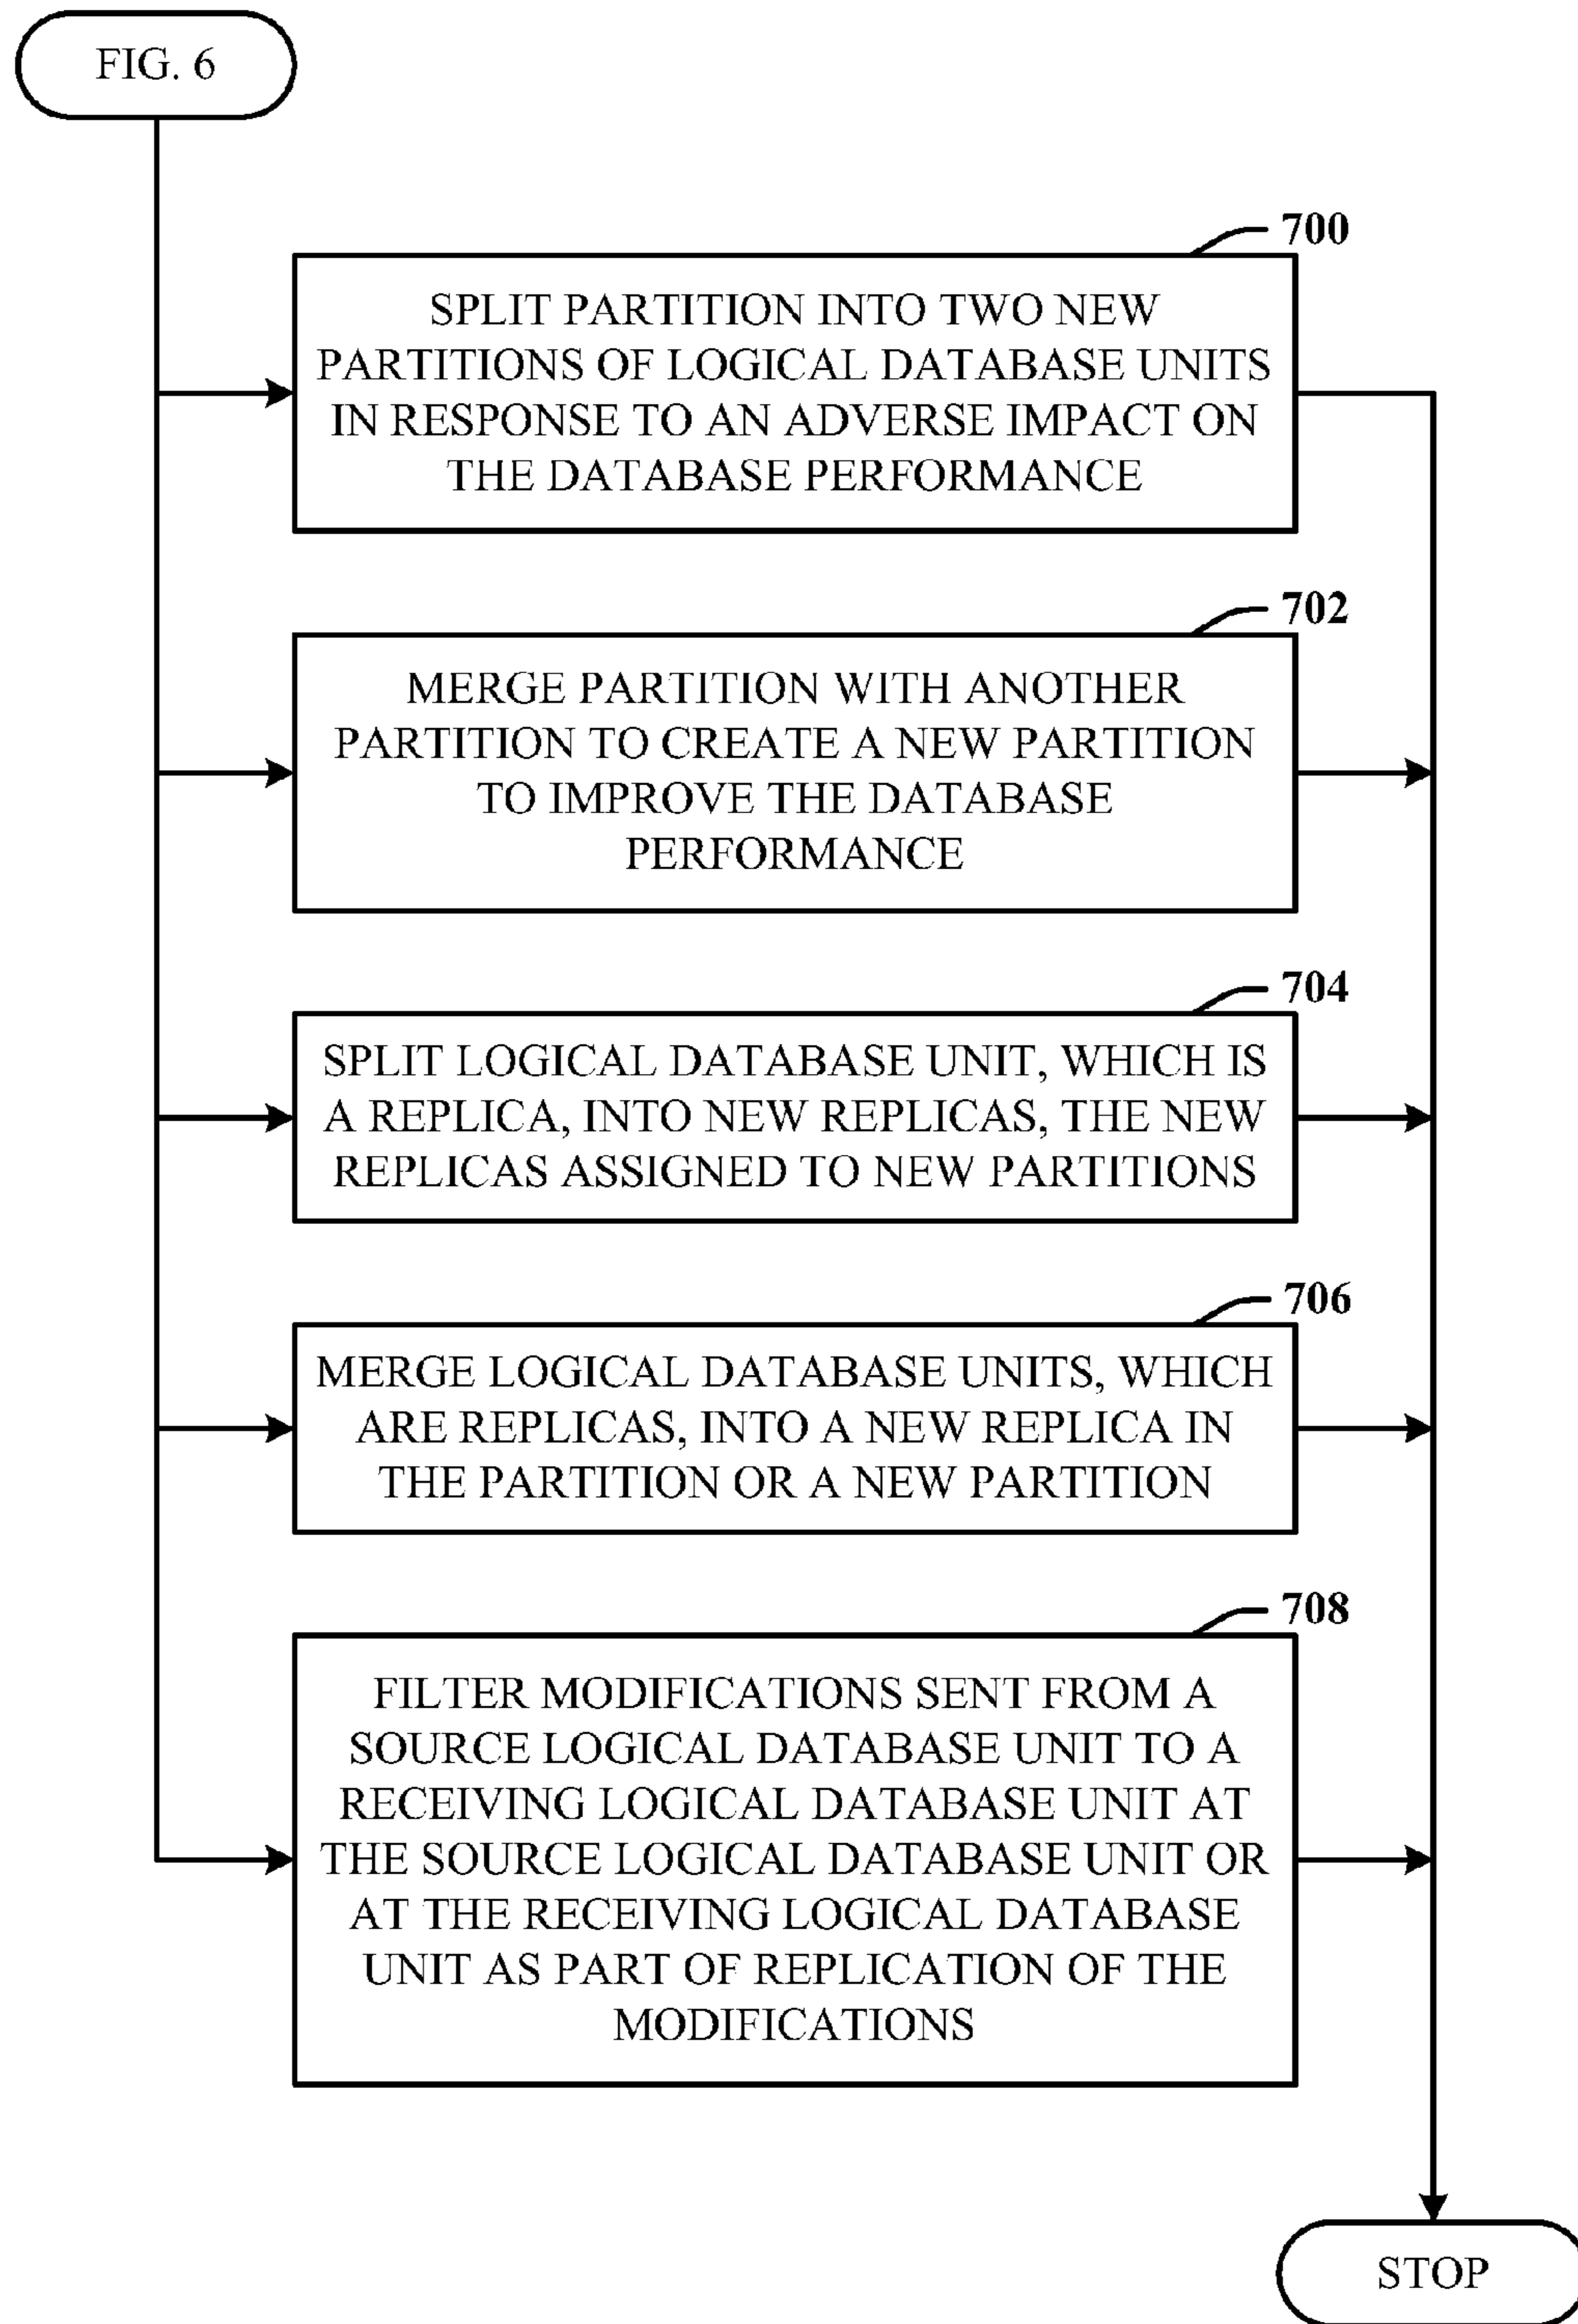 FIG. 6
700
SPLIT PARTITION INTO TWO NEW
PARTITIONS OF LOGICAL DATABASE UNITS
IN RESPONSE TO AN ADVERSE IMPACT ON
THE DATABASE PERFORMANCE
702
MERGE PARTITION WITH ANOTHER
PARTITION TO CREATE A NEW PARTITION
TO IMPROVE THE DATABASE
PERFORMANCE
704
SPLIT LOGICAL DATABASE UNIT, WHICH IS
A REPLICA, INTO NEW REPLICAS, THE NEW
REPLICAS ASSIGNED TO NEW PARTITIONS
706
MERGE LOGICAL DATABASE UNITS, WHICH
ARE REPLICAS, INTO A NEW REPLICA IN
THE PARTITION OR A NEW PARTITION
708
FILTER MODIFICATIONS SENT FROM A
SOURCE LOGICAL DATABASE UNIT TO A
RECEIVING LOGICAL DATABASE UNIT AT
THE SOURCE LOGICAL DATABASE UNIT OR
AT THE RECEIVING LOGICAL DATABASE
UNIT AS PART OF REPLICATION OF THE
MODIFICATIONS
STOP